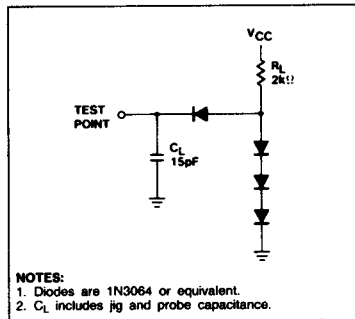 VCC
RL
2kΩ
TEST
POINT
CL
15pF
NOTES:
1. Diodes are 1N3064 or equivalent.
2. CL includes jig and probe capacitance.